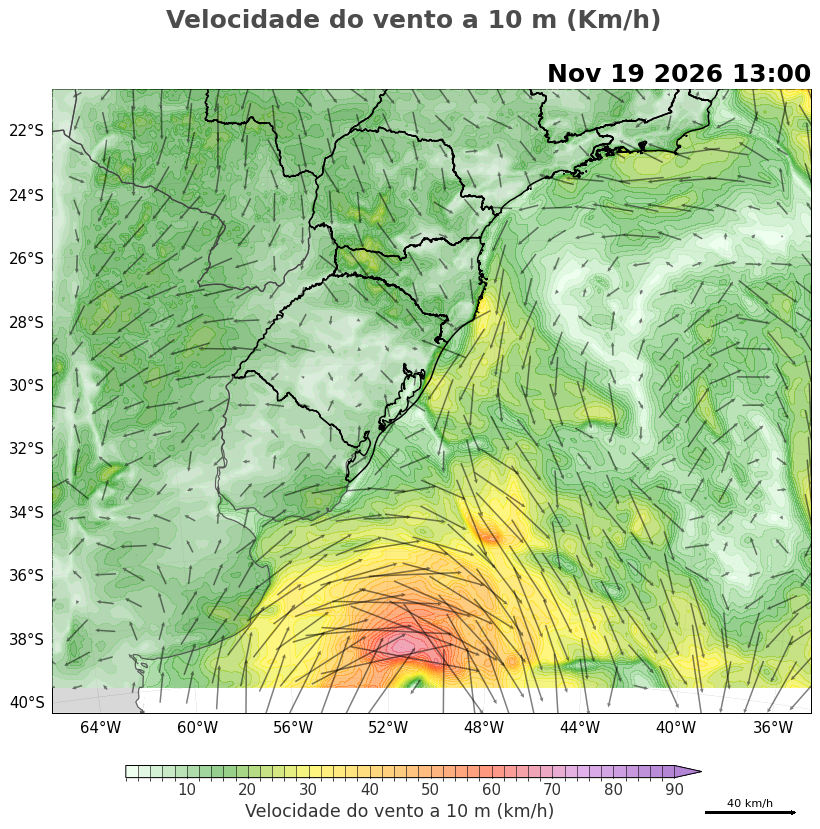 Velocidade do vento a 10 m (Km/h)
Nov 19 2026 13:00
22°S
24°S
26°S
28°S
30°S
32°S
34°S
36°S
38°S
40°S
64°W 60°W 56°W 52°W 48°W 44°W 40°W 36°W
10 20 30 40 50 60 70 80 90
Velocidade do vento a 10 m (km/h)
40 km/h